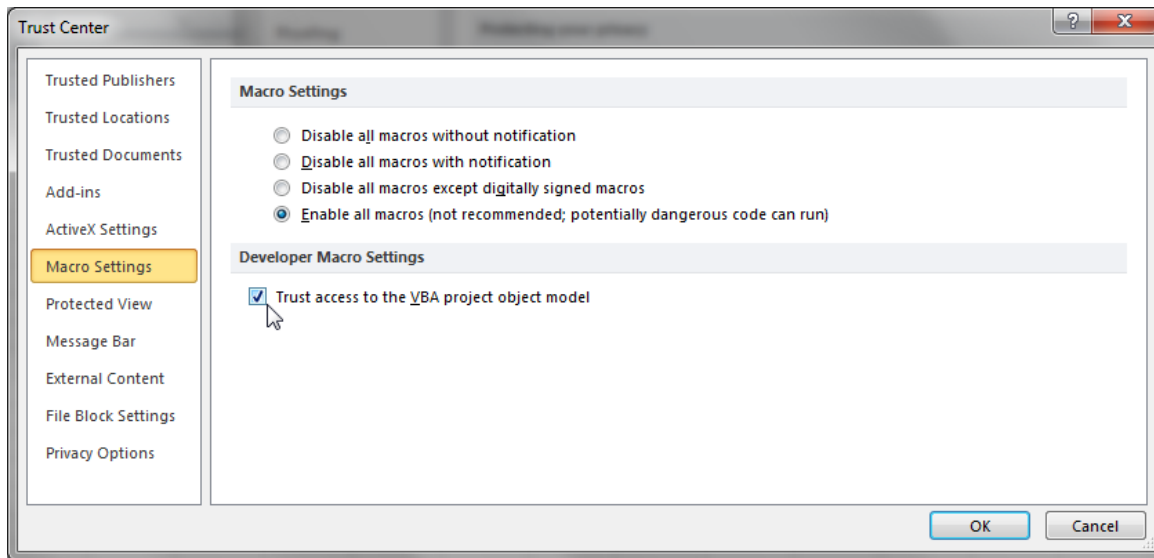 Trust Center
Protecting your privacy
Trusted Publishers
Trusted Locations
Trusted Documents
Add-ins
ActiveX Settings
Macro Settings
Protected View
Message Bar
External Content
File Block Settings
Privacy Options
Macro Settings
Disable all macros without notification
Disable all macros with notification
Disable all macros except digitally signed macros
Enable all macros (not recommended; potentially dangerous code can run)
Developer Macro Settings
Trust access to the VBA project object model
OK
Cancel